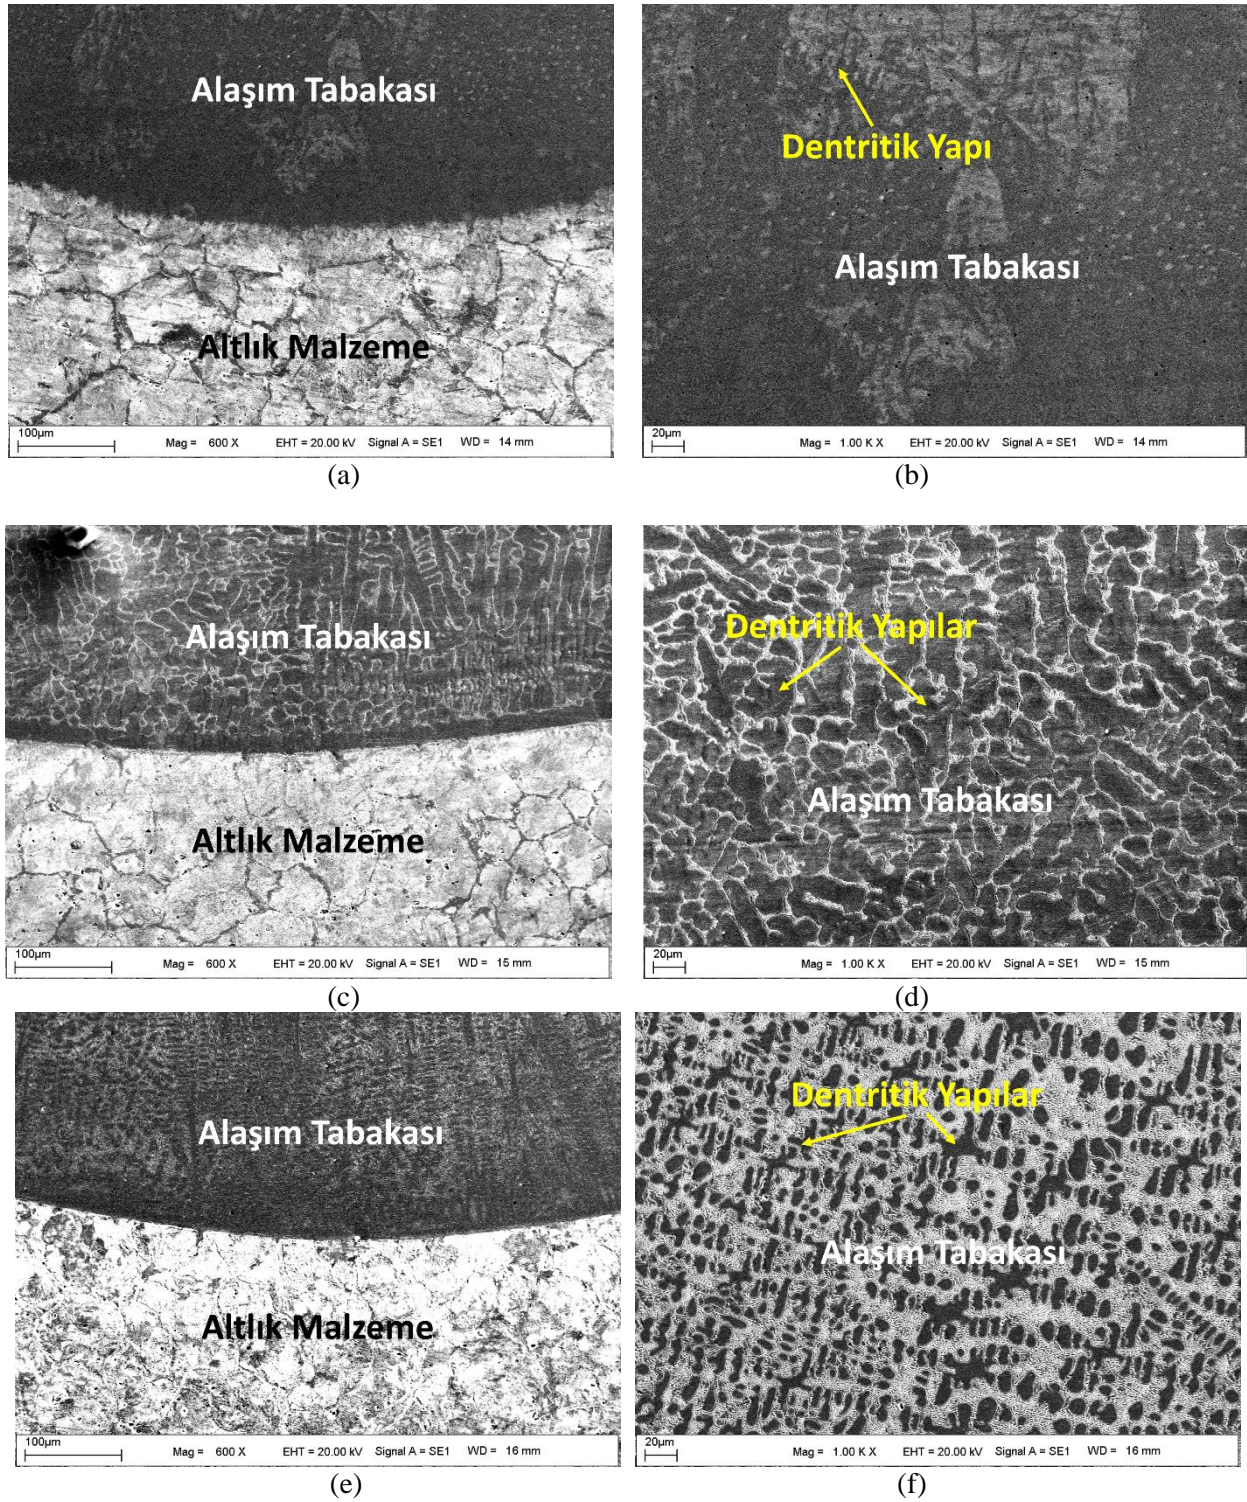 Alaşım Tabakası
Altlık Malzeme
100µm
Mag = 600 X EHT = 20.00 kV Signal A = SE1 WD = 14 mm
(a)
Dentritik Yapı
Alaşım Tabakası
20µm
Mag = 1.00 K X EHT = 20.00 kV Signal A = SE1 WD = 14 mm
(b)
Alaşım Tabakası
Altlık Malzeme
100µm
Mag = 600 X EHT = 20.00 kV Signal A = SE1 WD = 15 mm
(c)
Dentritik Yapılar
Alaşım Tabakası
20µm
Mag = 1.00 K X EHT = 20.00 kV Signal A = SE1 WD = 15 mm
(d)
Alaşım Tabakası
Altlık Malzeme
100µm
Mag = 600 X EHT = 20.00 kV Signal A = SE1 WD = 16 mm
(e)
Dentritik Yapılar
Alaşım Tabakası
20µm
Mag = 1.00 K X EHT = 20.00 kV Signal A = SE1 WD = 16 mm
(f)